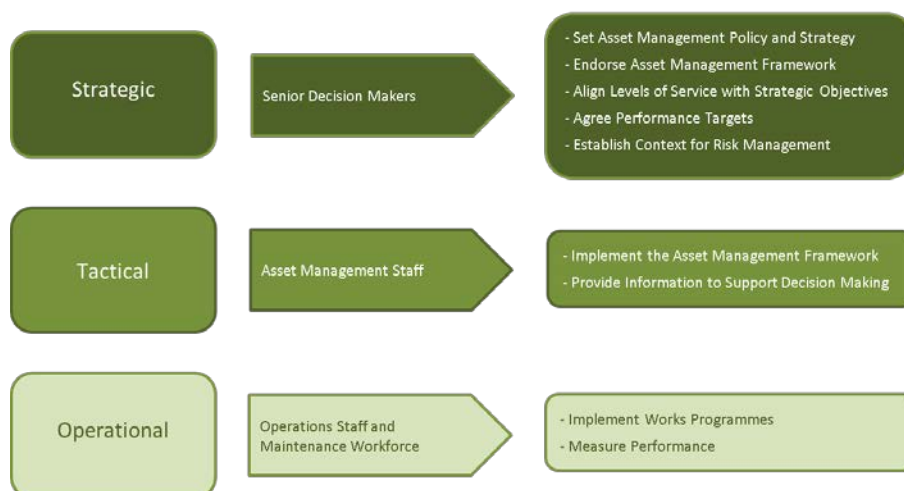 Strategic
Senior Decision Makers
- Set Asset Management Policy and Strategy
- Endorse Asset Management Framework
- Align Levels of Service with Strategic Objectives
- Agree Performance Targets
- Establish Context for Risk Management
Tactical
Asset Management Staff
- Implement the Asset Management Framework
- Provide Information to Support Decision Making
Operational
Operations Staff and
Maintenance Workforce
- Implement Works Programmes
- Measure Performance